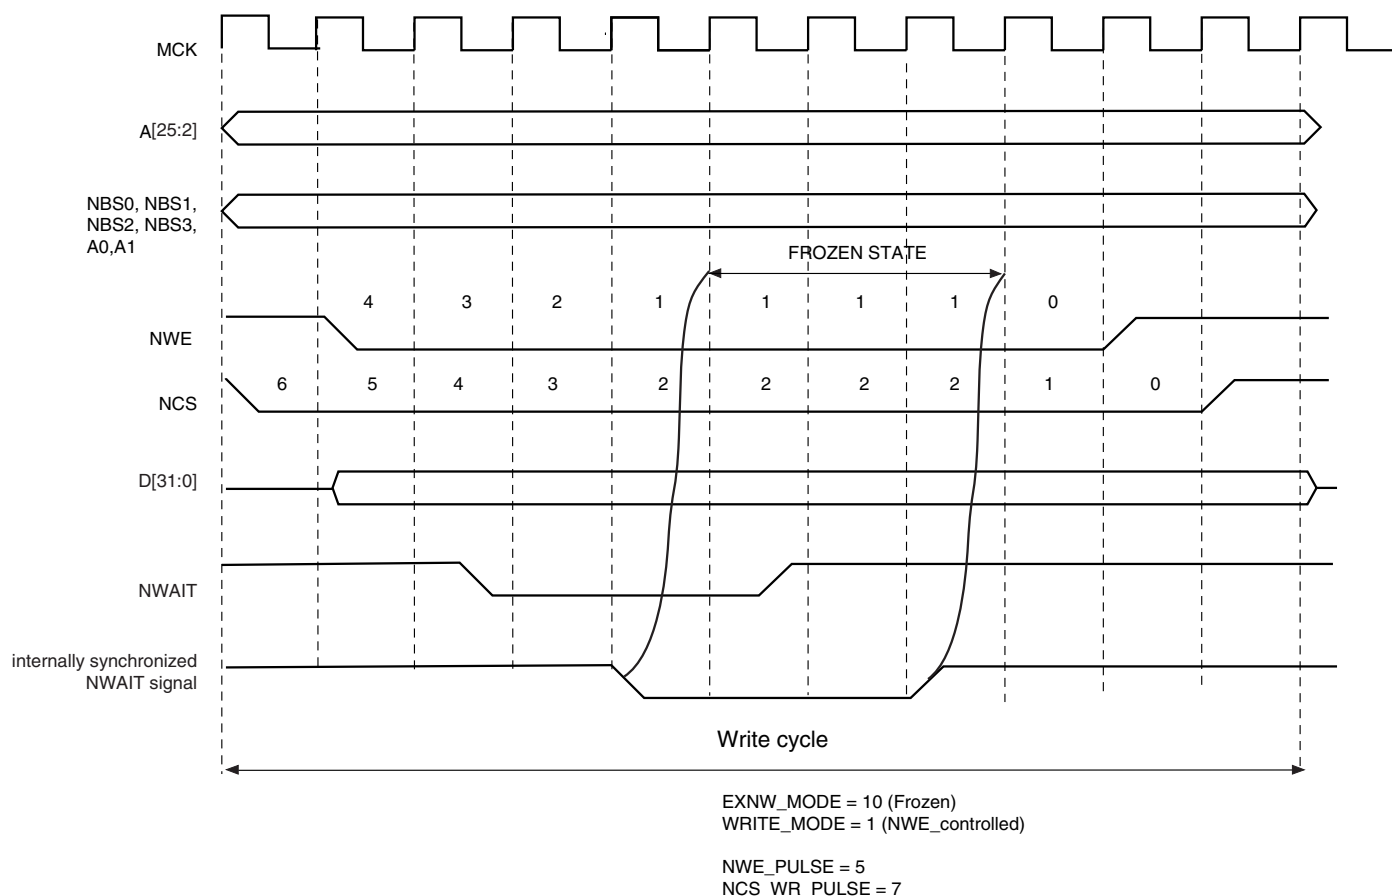 MCK
A[25:2]
NBS0, NBS1,
NBS2, NBS3,
A0,A1
FROZEN STATE
4 3 2 1 1 1 1 0
NWE
6 5 4 3 2 2 2 2 1 0
NCS
D[31:0]
NWAIT
internally synchronized
NWAIT signal
Write cycle
EXNW_MODE = 10 (Frozen)
WRITE_MODE = 1 (NWE_controlled)
NWE_PULSE = 5
NCS_WR_PULSE = 7